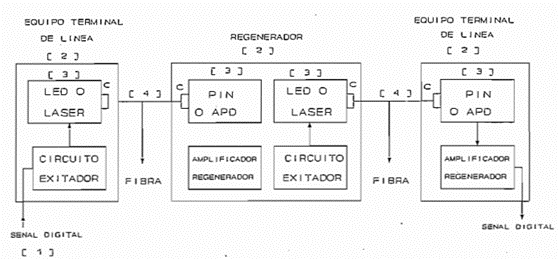 EQUIPO TERMINAL
DE LINEA
[ 2 ]
[ 3 ]
LED O
LASER
C
CIRCUITO
EXITADOR
SENAL DIGITAL
[ 1 ]
[ 4 ]
FIBRA
REGENERADOR
[ 2 ]
C
[ 3 ]
PIN
O APD
AMPLIFICADOR
REGENERADOR
[ 3 ]
LED O
LASER
C
CIRCUITO
EXITADOR
[ 4 ]
FIBRA
EQUIPO TERMINAL
DE LINEA
[ 2 ]
C
[ 3 ]
PIN
O APD
AMPLIFICADOR
REGENERADOR
SENAL DIGITAL